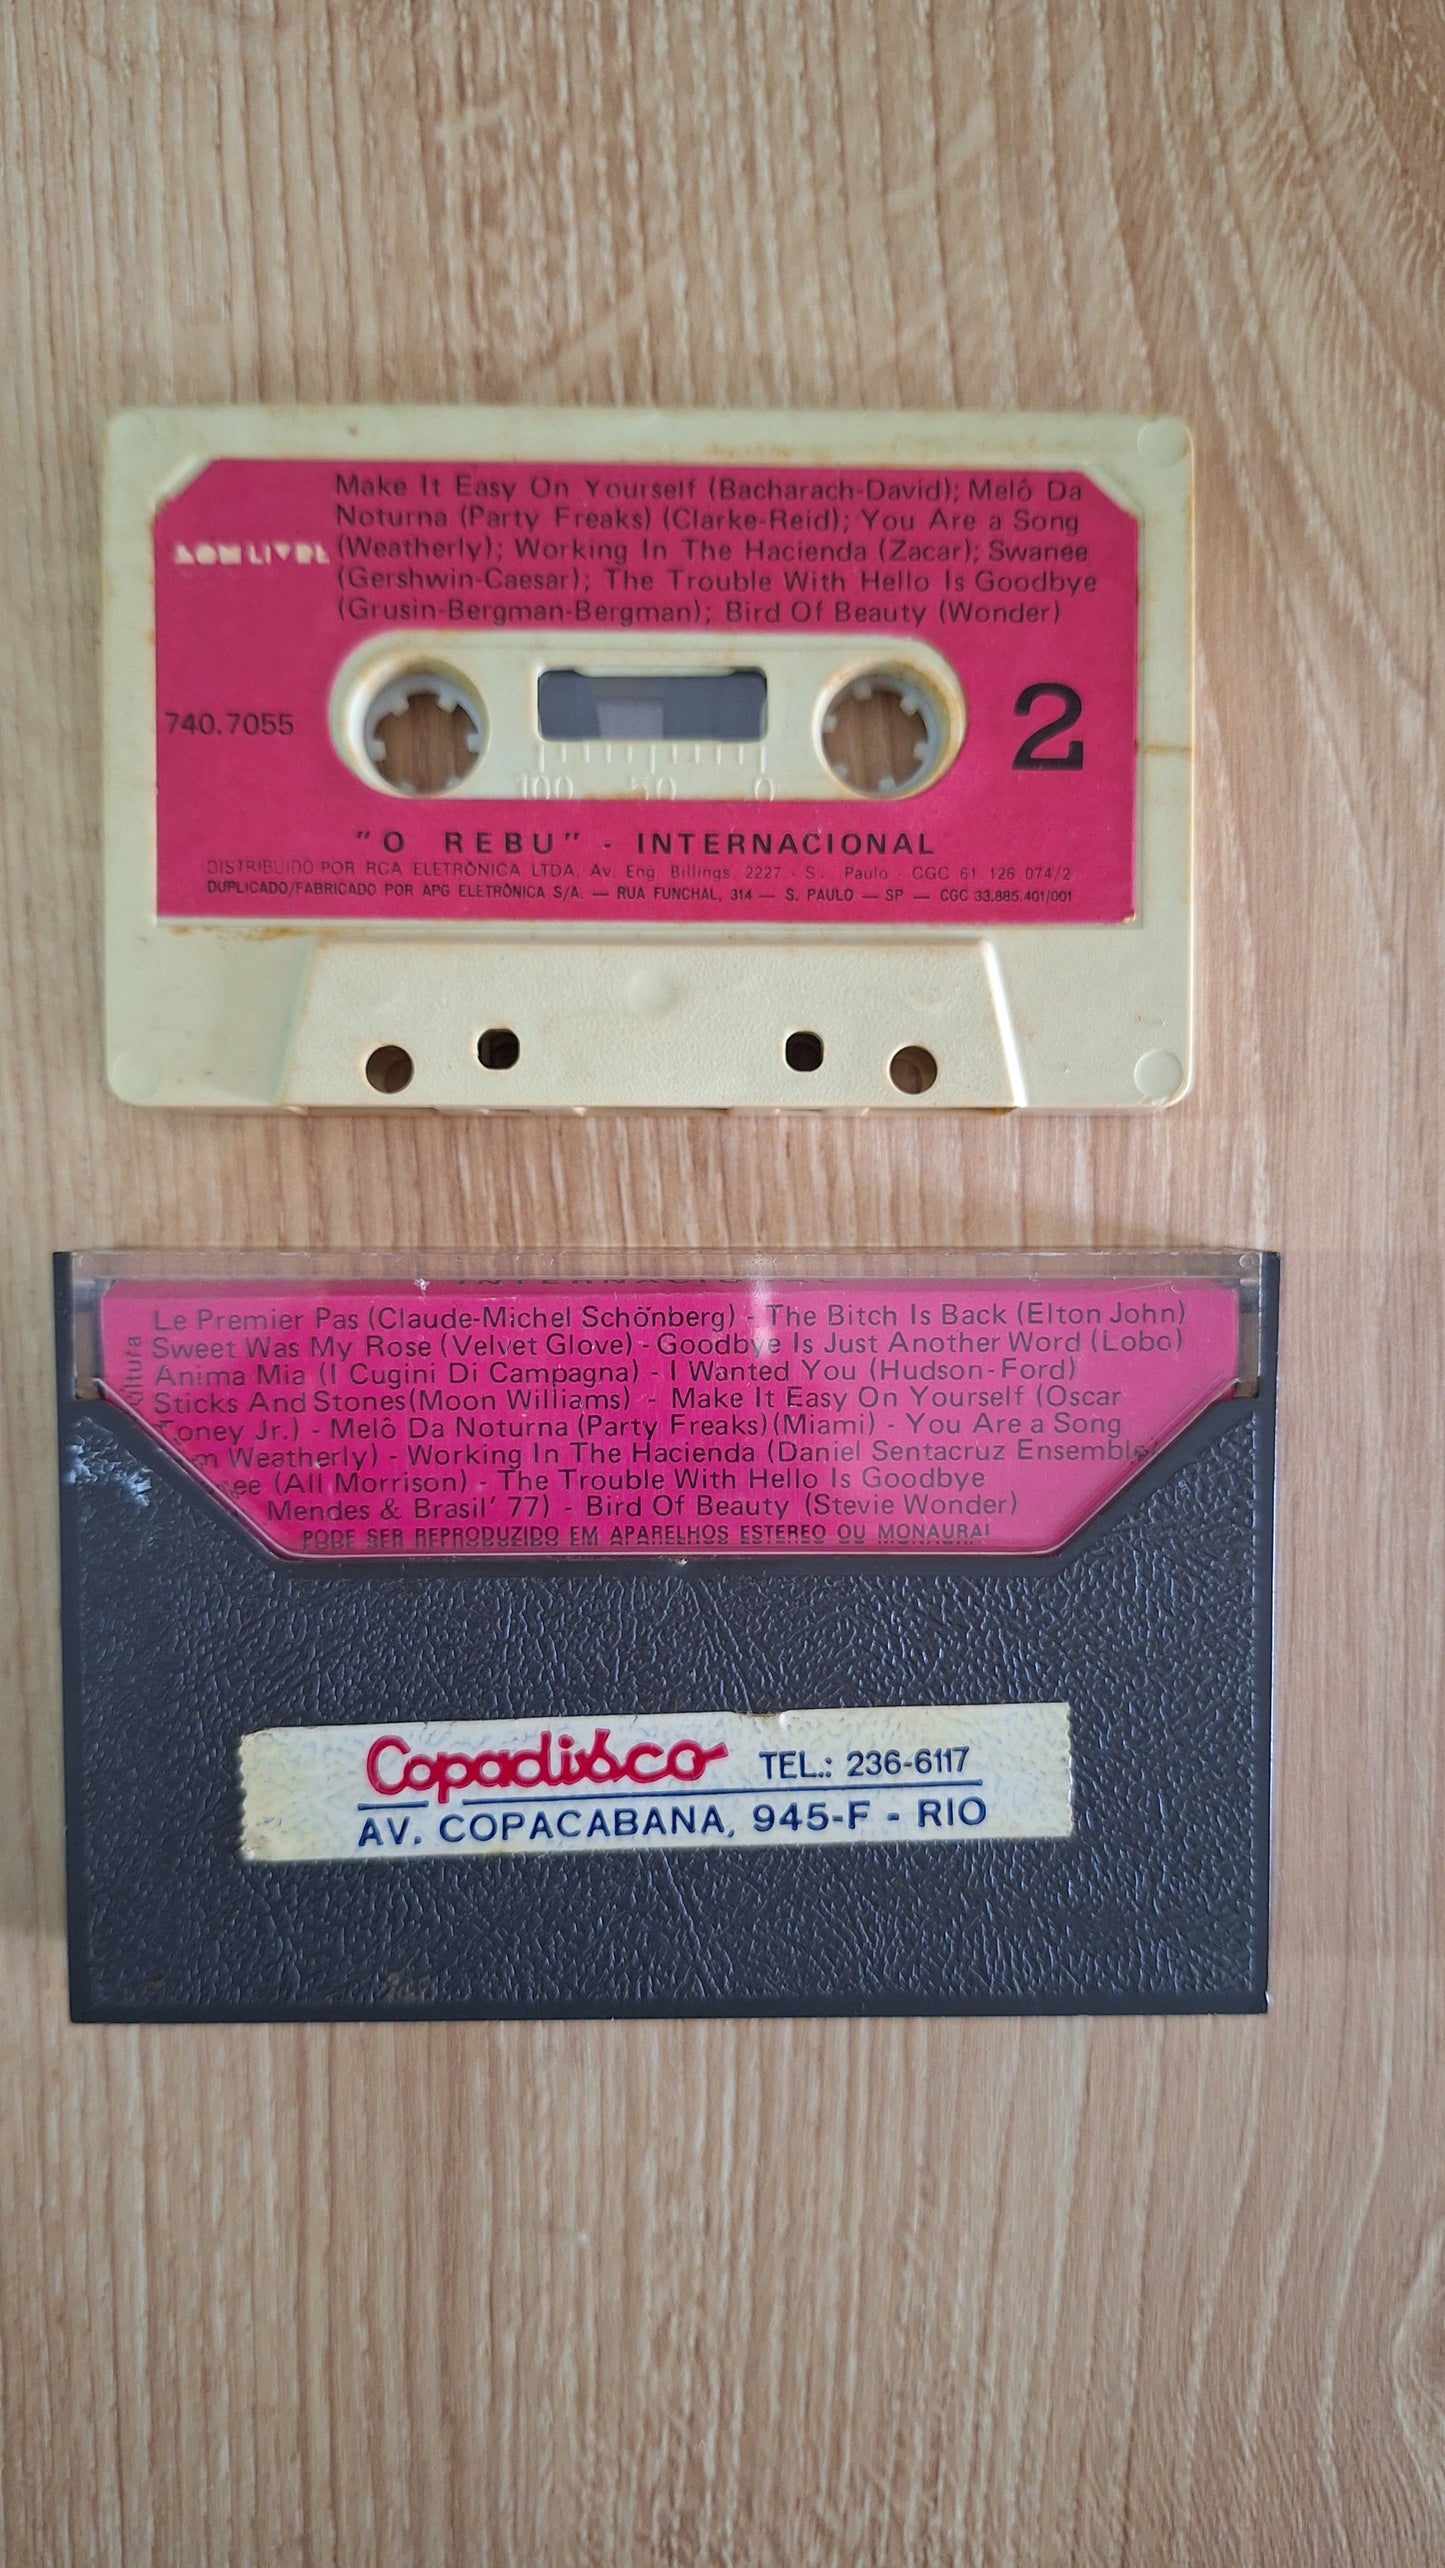 Make It Easy On Yourself (Bacharach-David); Melô Da
Noturna (Party Freaks) (Clarke-Reid); You Are a Song
SOM LIVRE (Weatherly); Working In The Hacienda (Zacar); Swanee
(Gershwin-Caesar); The Trouble With Hello Is Goodbye
(Grusin-Bergman-Bergman); Bird Of Beauty (Wonder)
740.7055
2
100 50 0
"O REBU" - INTERNACIONAL
DISTRIBUIDO POR RCA ELETRÔNICA LTDA. Av. Eng. Billings, 2227 - S. Paulo - CGC 61.126.074/2
DUPLICADO/FABRICADO POR APG ELETRÔNICA S/A. — RUA FUNCHAL, 314 — S. PAULO — SP — CGC 33.885.401/001
INTERNACIONAL
Le Premier Pas (Claude-Michel Schönberg) - The Bitch Is Back (Elton John)
Sweet Was My Rose (Velvet Glove) - Goodbye Is Just Another Word (Lobo)
Anima Mia (I Cugini Di Campagna) - I Wanted You (Hudson-Ford)
Sticks And Stones(Moon Williams) - Make It Easy On Yourself (Oscar
Toney Jr.) - Melô Da Noturna (Party Freaks)(Miami) - You Are a Song
m Weatherly) - Working In The Hacienda (Daniel Sentacruz Ensemble)
ee (All Morrison) - The Trouble With Hello Is Goodbye
Mendes & Brasil' 77) - Bird Of Beauty (Stevie Wonder)
PODE SER REPRODUZIDO EM APARELHOS ESTEREO OU MONAURAL
Copadisco TEL.: 236-6117
AV. COPACABANA, 945-F - RIO